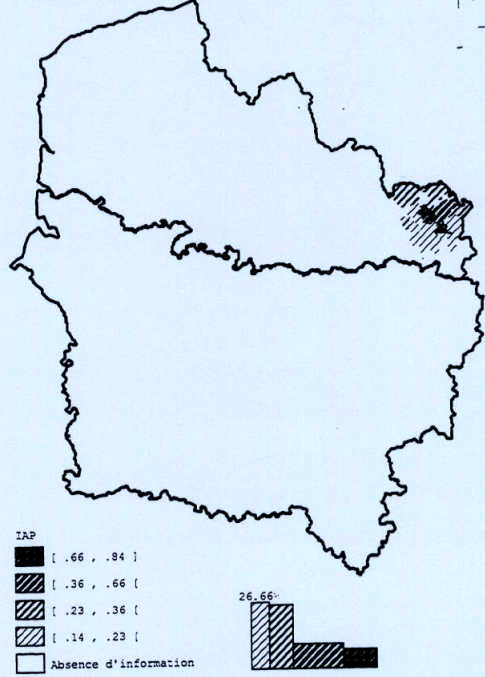 IAP
[ .66 , .84 ]
[ .36 , .66 [
[ .23 , .36 [
[ .14 , .23 [
Absence d'information
26.66%